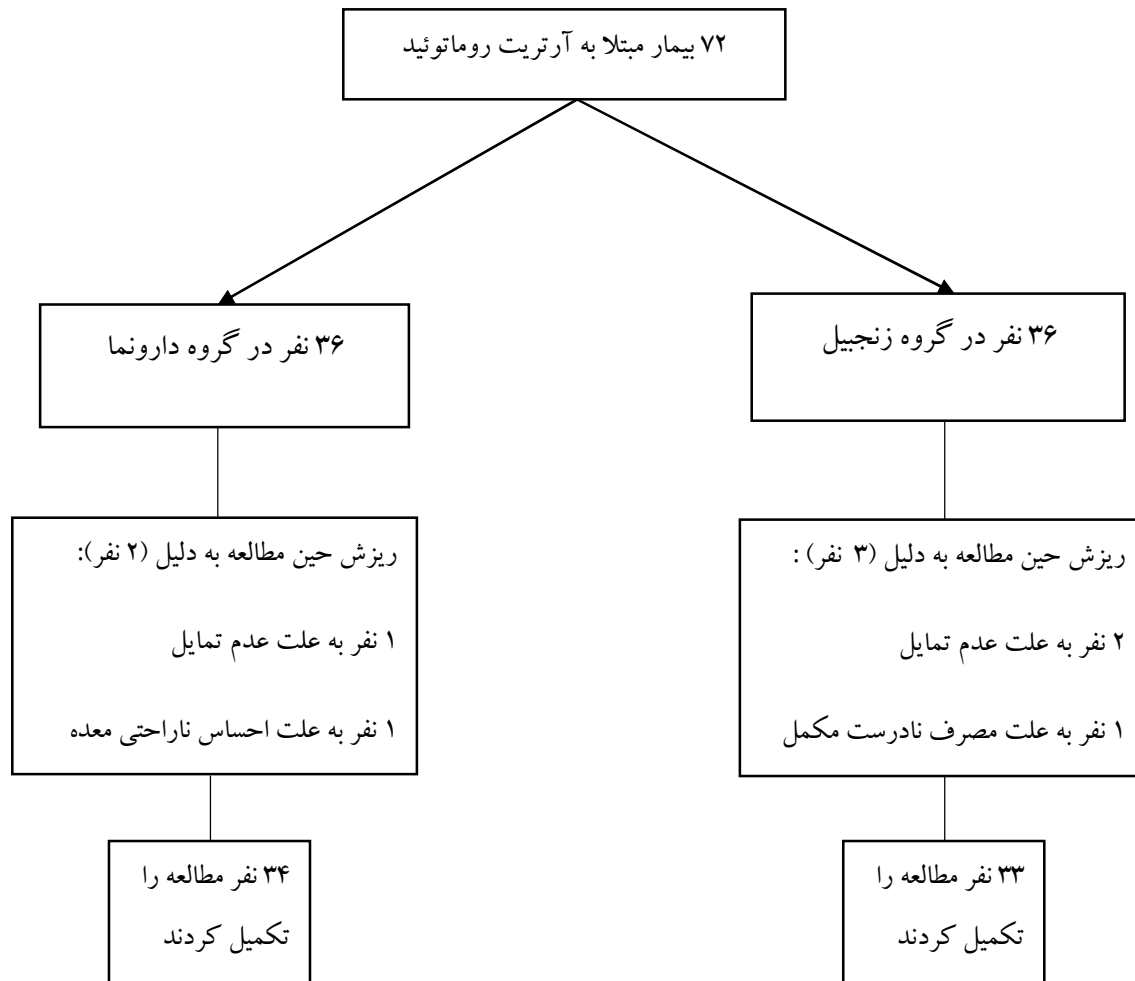 ۷۲ بیمار مبتلا به آرتریت روماتوئید
۳۶ نفر در گروه زنجبیل
۳۶ نفر در گروه دارونما
ریزش حین مطالعه به دلیل (۳ نفر) :
۲ نفر به علت عدم تمایل
۱ نفر به علت مصرف نادرست مکمل
ریزش حین مطالعه به دلیل (۲ نفر):
۱ نفر به علت عدم تمایل
۱ نفر به علت احساس ناراحتی معده
۳۳ نفر مطالعه را
تکمیل کردند
۳۴ نفر مطالعه را
تکمیل کردند